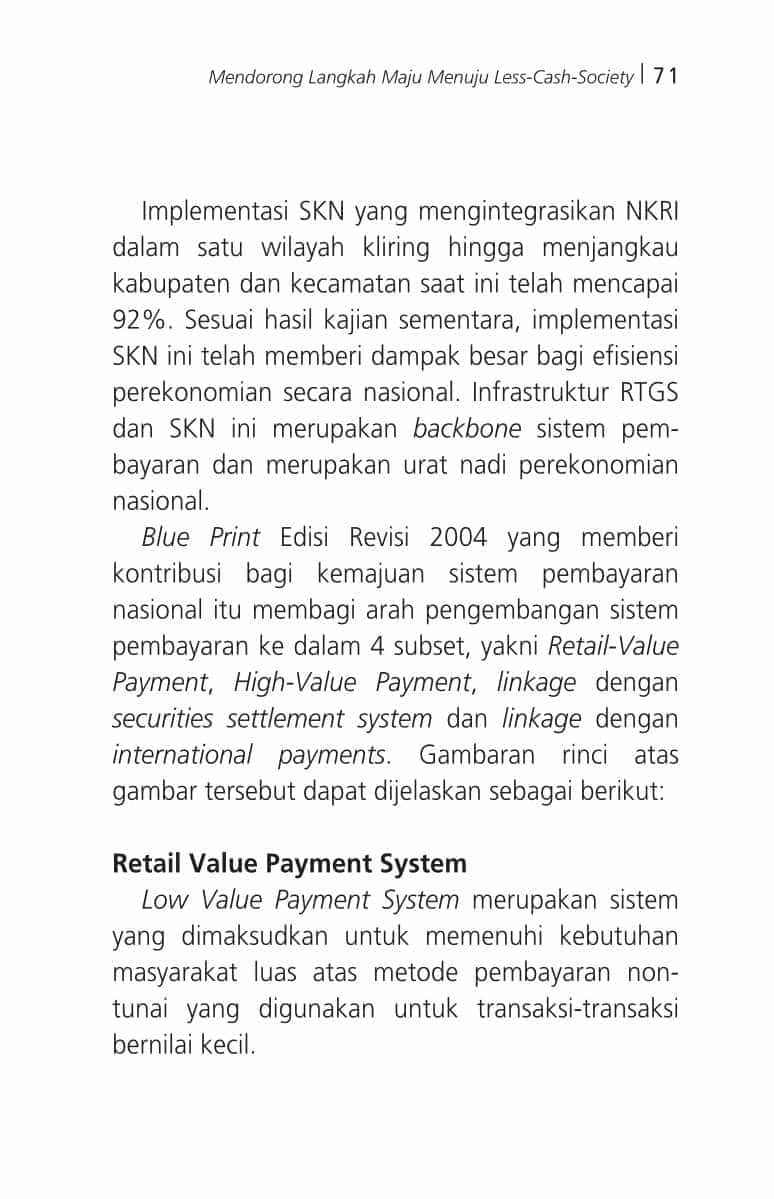 Mendorong Langkah Maju Menuju Less-Cash-Society | 71
Implementasi SKN yang mengintegrasikan NKRI
dalam satu wilayah kliring hingga menjangkau
kabupaten dan kecamatan saat ini telah mencapai
92%. Sesuai hasil kajian sementara, implementasi
SKN ini telah memberi dampak besar bagi efisiensi
perekonomian secara nasional. Infrastruktur RTGS
dan SKN ini merupakan backbone sistem pem-
bayaran dan merupakan urat nadi perekonomian
nasional.
Blue Print Edisi Revisi 2004 yang memberi
kontribusi bagi kemajuan sistem pembayaran
nasional itu membagi arah pengembangan sistem
pembayaran ke dalam 4 subset, yakni Retail-Value
Payment, High-Value Payment, linkage dengan
securities settlement system dan linkage dengan
international payments. Gambaran rinci atas
gambar tersebut dapat dijelaskan sebagai berikut:
Retail Value Payment System
Low Value Payment System merupakan sistem
yang dimaksudkan untuk memenuhi kebutuhan
masyarakat luas atas metode pembayaran non-
tunai yang digunakan untuk transaksi-transaksi
bernilai kecil.